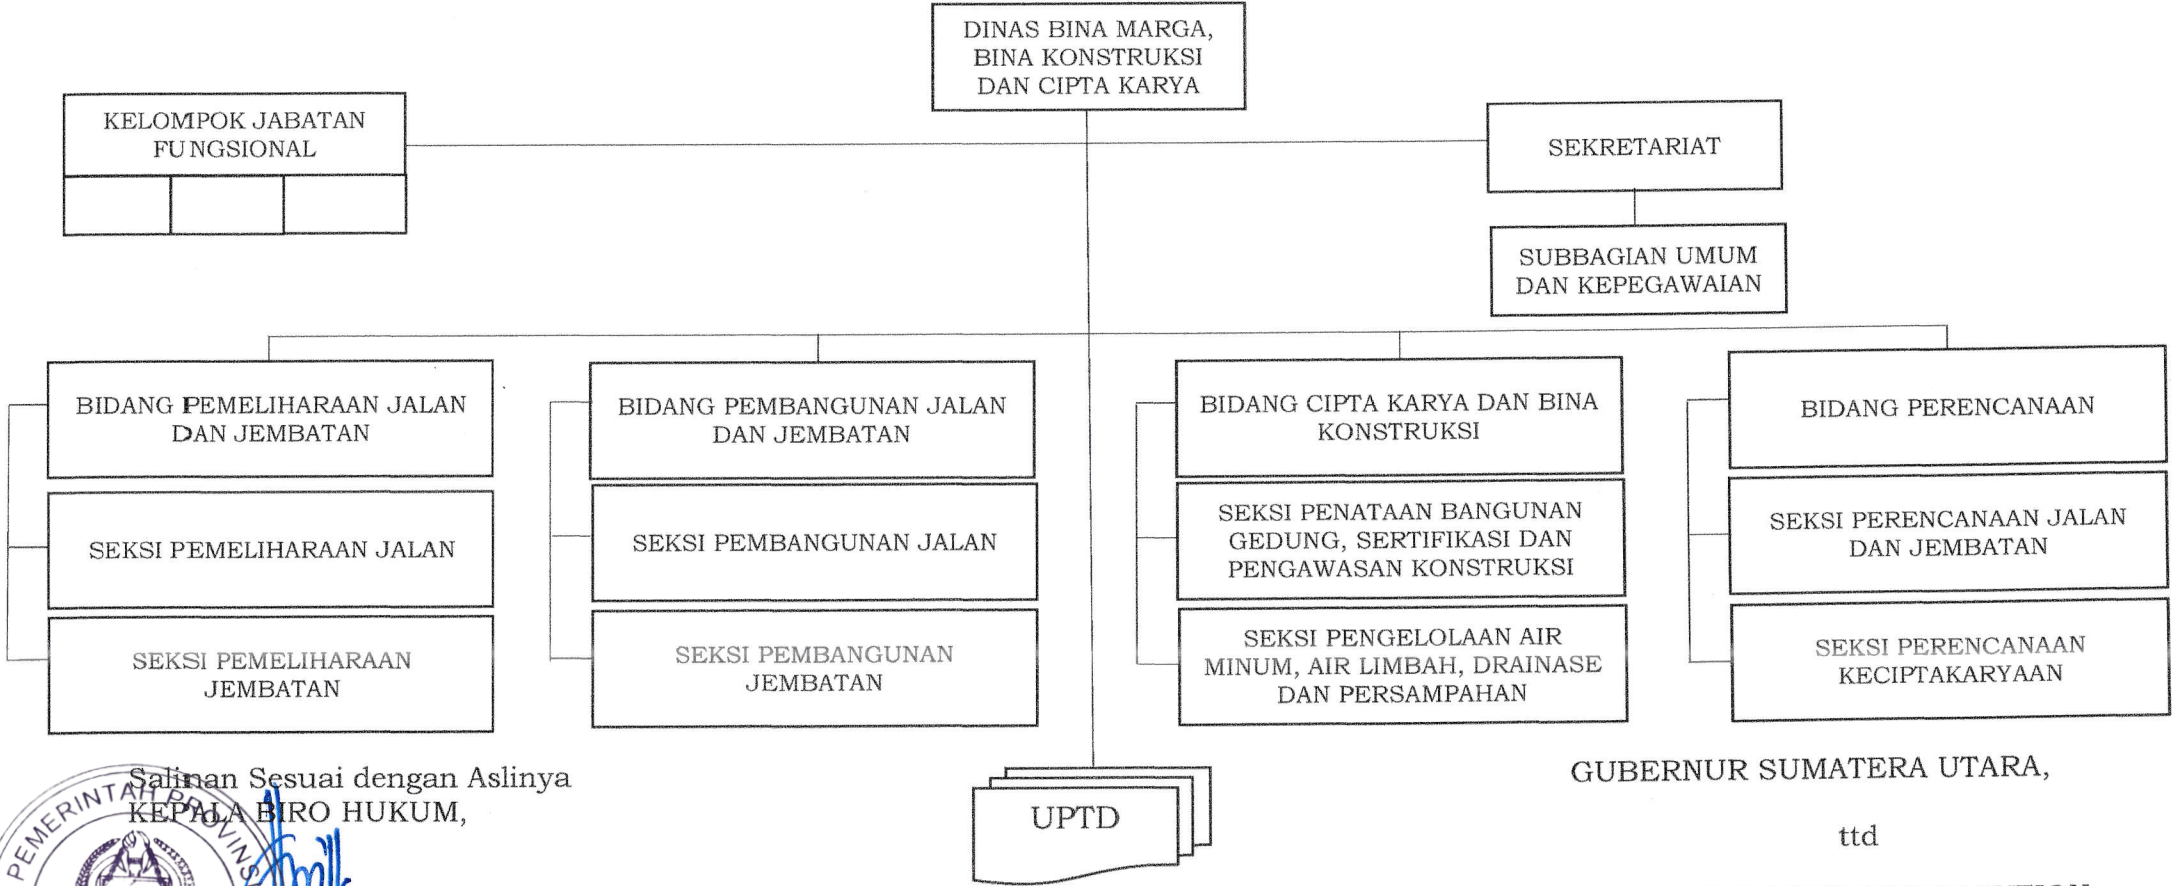 DINAS BINA MARGA,
BINA KONSTRUKSI
DAN CIPTA KARYA
KELOMPOK JABATAN
FUNGSIONAL
SEKRETARIAT
SUBBAGIAN UMUM
DAN KEPEGAWAIAN
BIDANG PEMELIHARAAN JALAN
DAN JEMBATAN
SEKSI PEMELIHARAAN JALAN
SEKSI PEMELIHARAAN
JEMBATAN
BIDANG PEMBANGUNAN JALAN
DAN JEMBATAN
SEKSI PEMBANGUNAN JALAN
SEKSI PEMBANGUNAN
JEMBATAN
BIDANG CIPTA KARYA DAN BINA
KONSTRUKSI
SEKSI PENATAAN BANGUNAN
GEDUNG, SERTIFIKASI DAN
PENGAWASAN KONSTRUKSI
SEKSI PENGELOLAAN AIR
MINUM, AIR LIMBAH, DRAINASE
DAN PERSAMPAHAN
BIDANG PERENCANAAN
SEKSI PERENCANAAN JALAN
DAN JEMBATAN
SEKSI PERENCANAAN
KECIPTAKARYAAN
UPTD
Salinan Sesuai dengan Aslinya
KEPALA BIRO HUKUM,
PEMERINTAH PROVINSI
GUBERNUR SUMATERA UTARA,
ttd